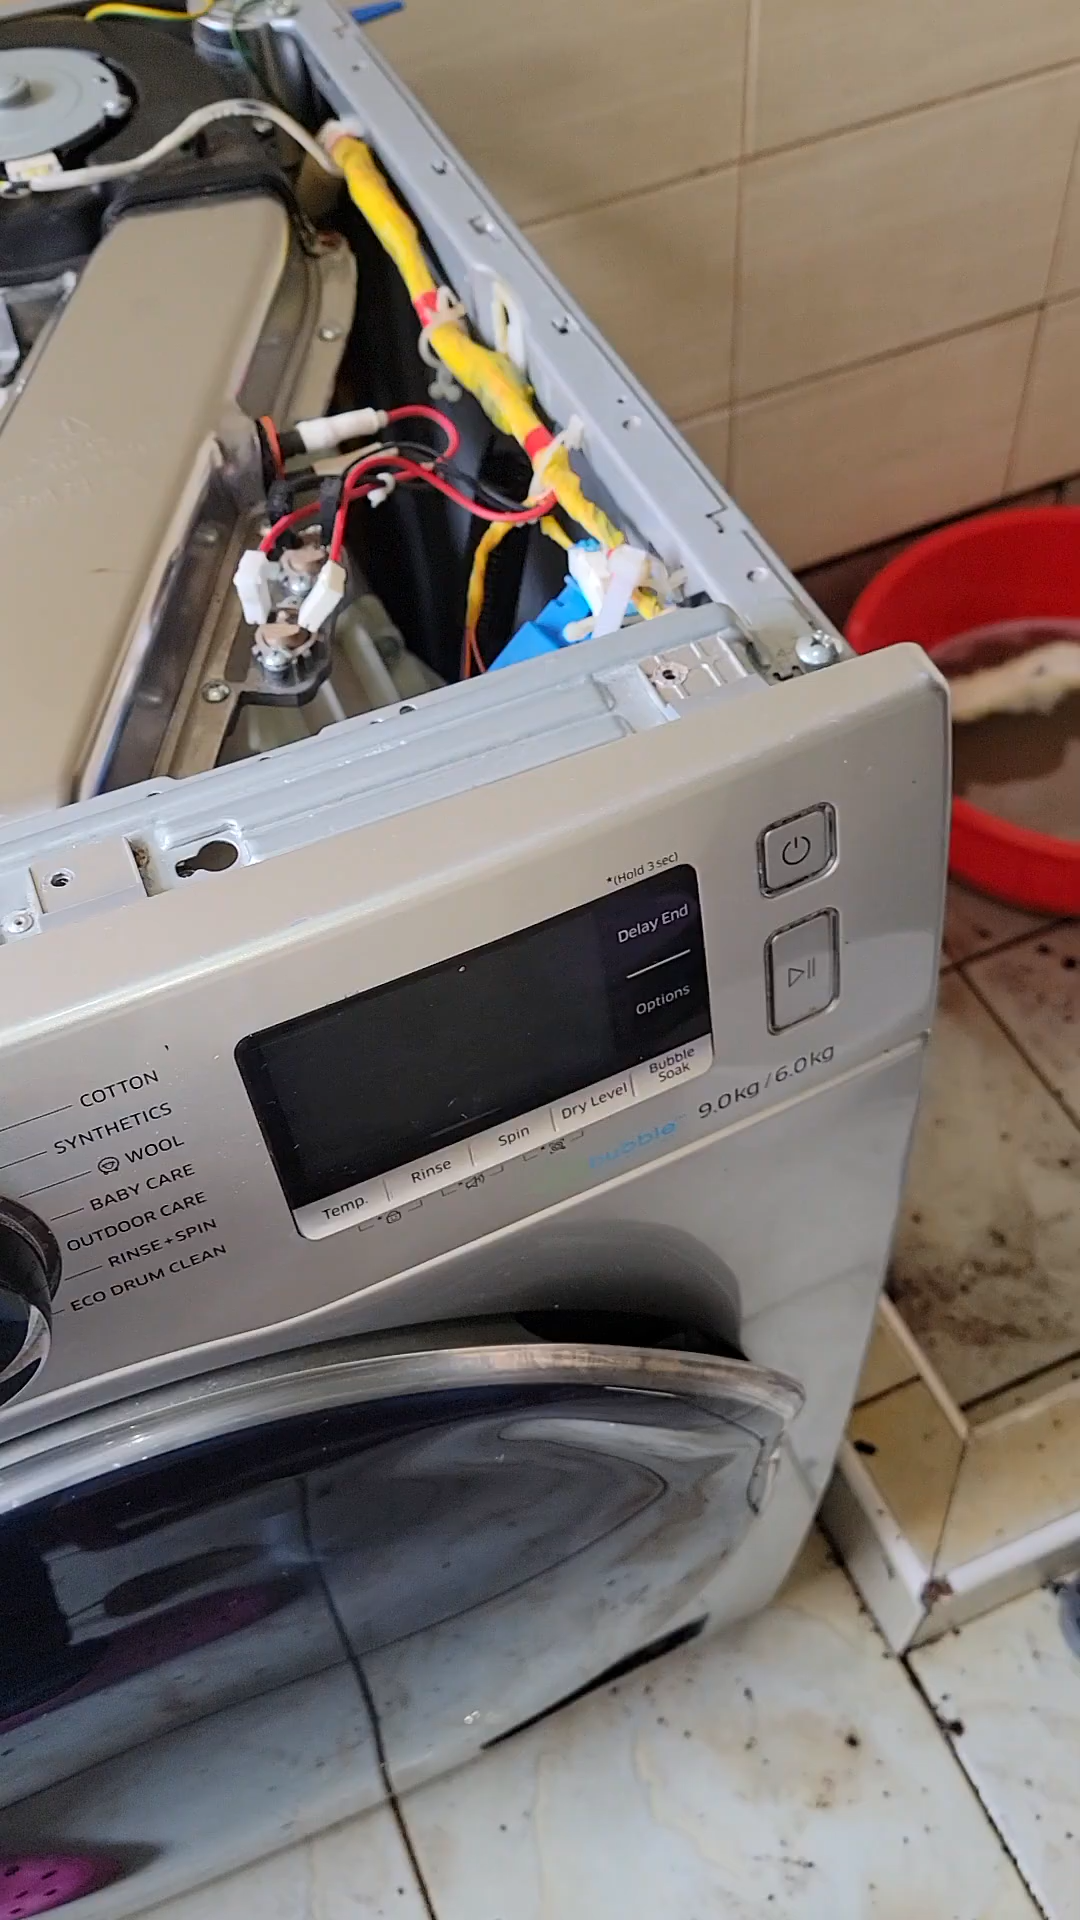 *(Hold 3 sec)
Delay End
Options
COTTON
SYNTHETICS
WOOL
BABY CARE
OUTDOOR CARE
RINSE+SPIN
ECO DRUM CLEAN
Temp.
Rinse
Spin
Dry Level
Bubble
Soak
bubble
9.0kg / 6.0kg